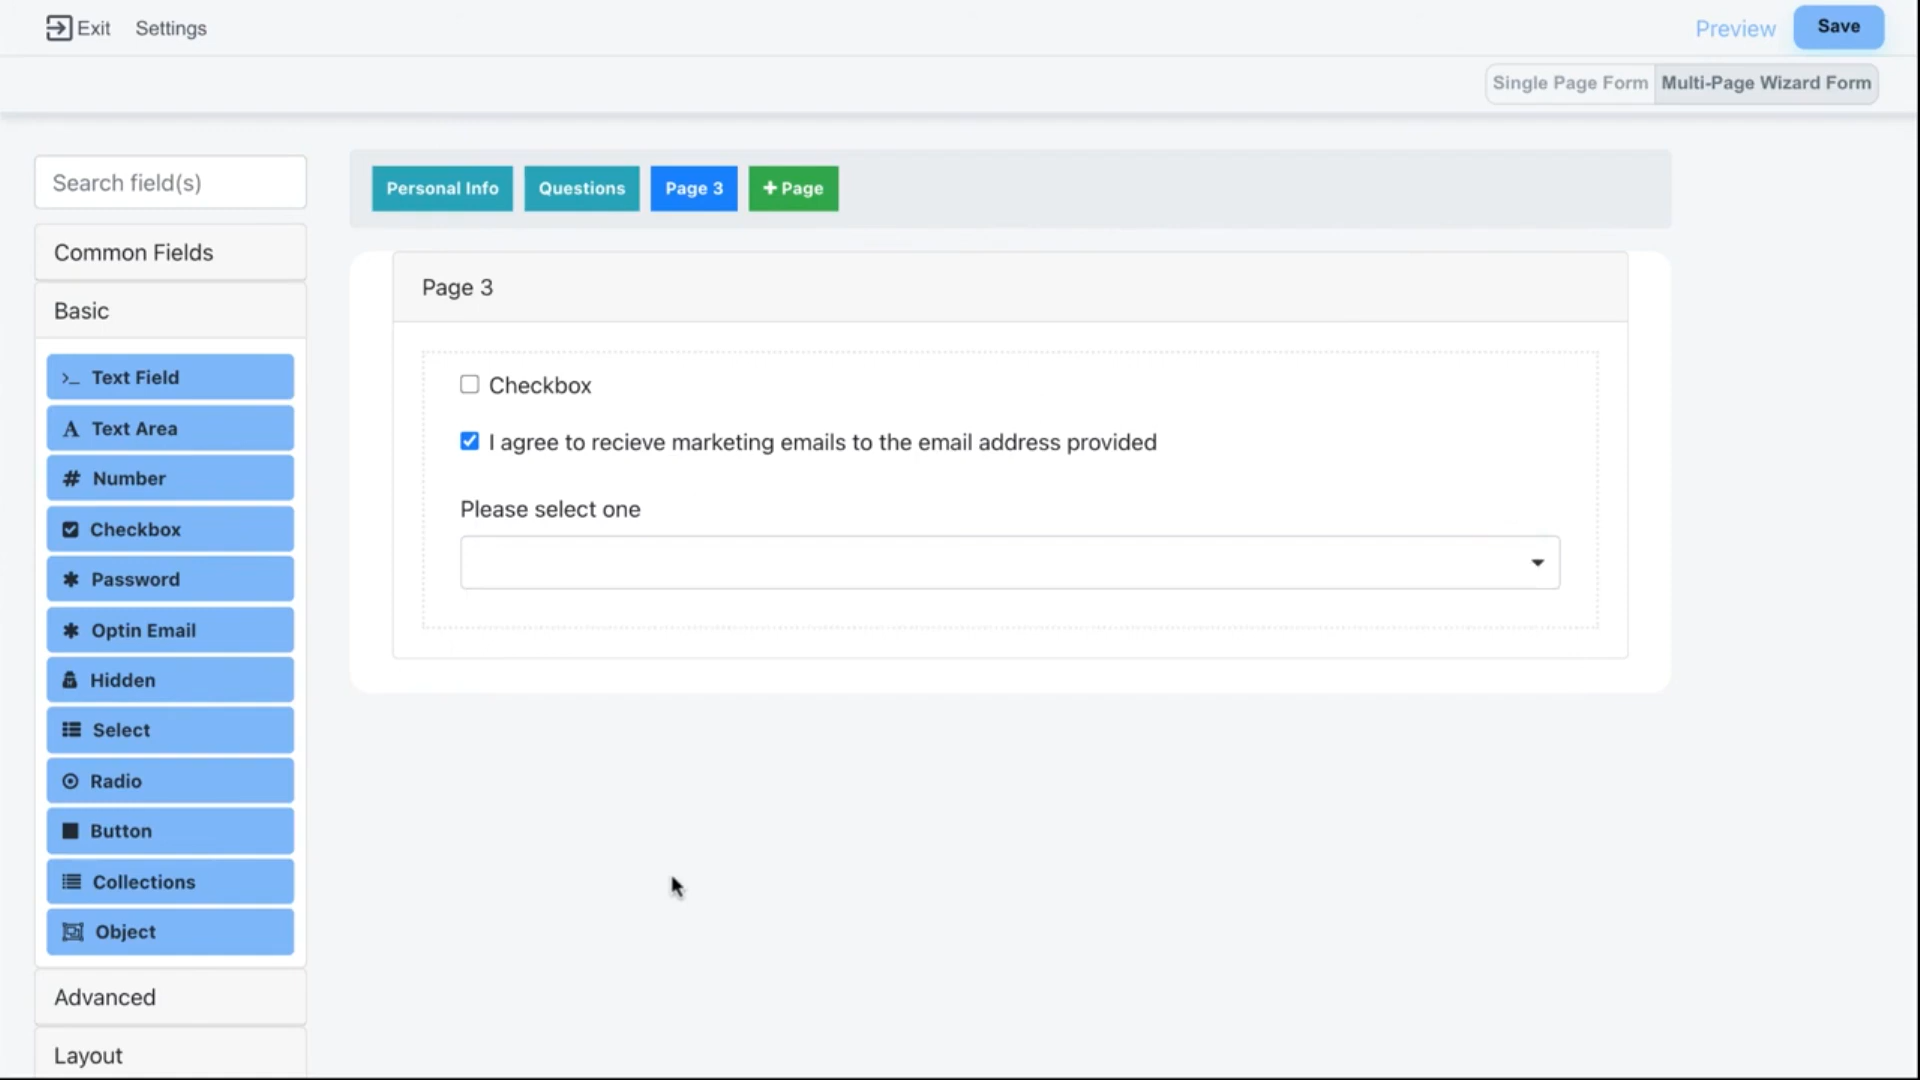 Exit Settings Preview Save
Single Page Form Multi-Page Wizard Form
Search field(s)
Common Fields
Basic
Text Field
Text Area
Number
Checkbox
Password
Optin Email
Hidden
Select
Radio
Button
Collections
Object
Advanced
Layout
Personal Info Questions Page 3 + Page
Page 3
Checkbox
I agree to recieve marketing emails to the email address provided
Please select one